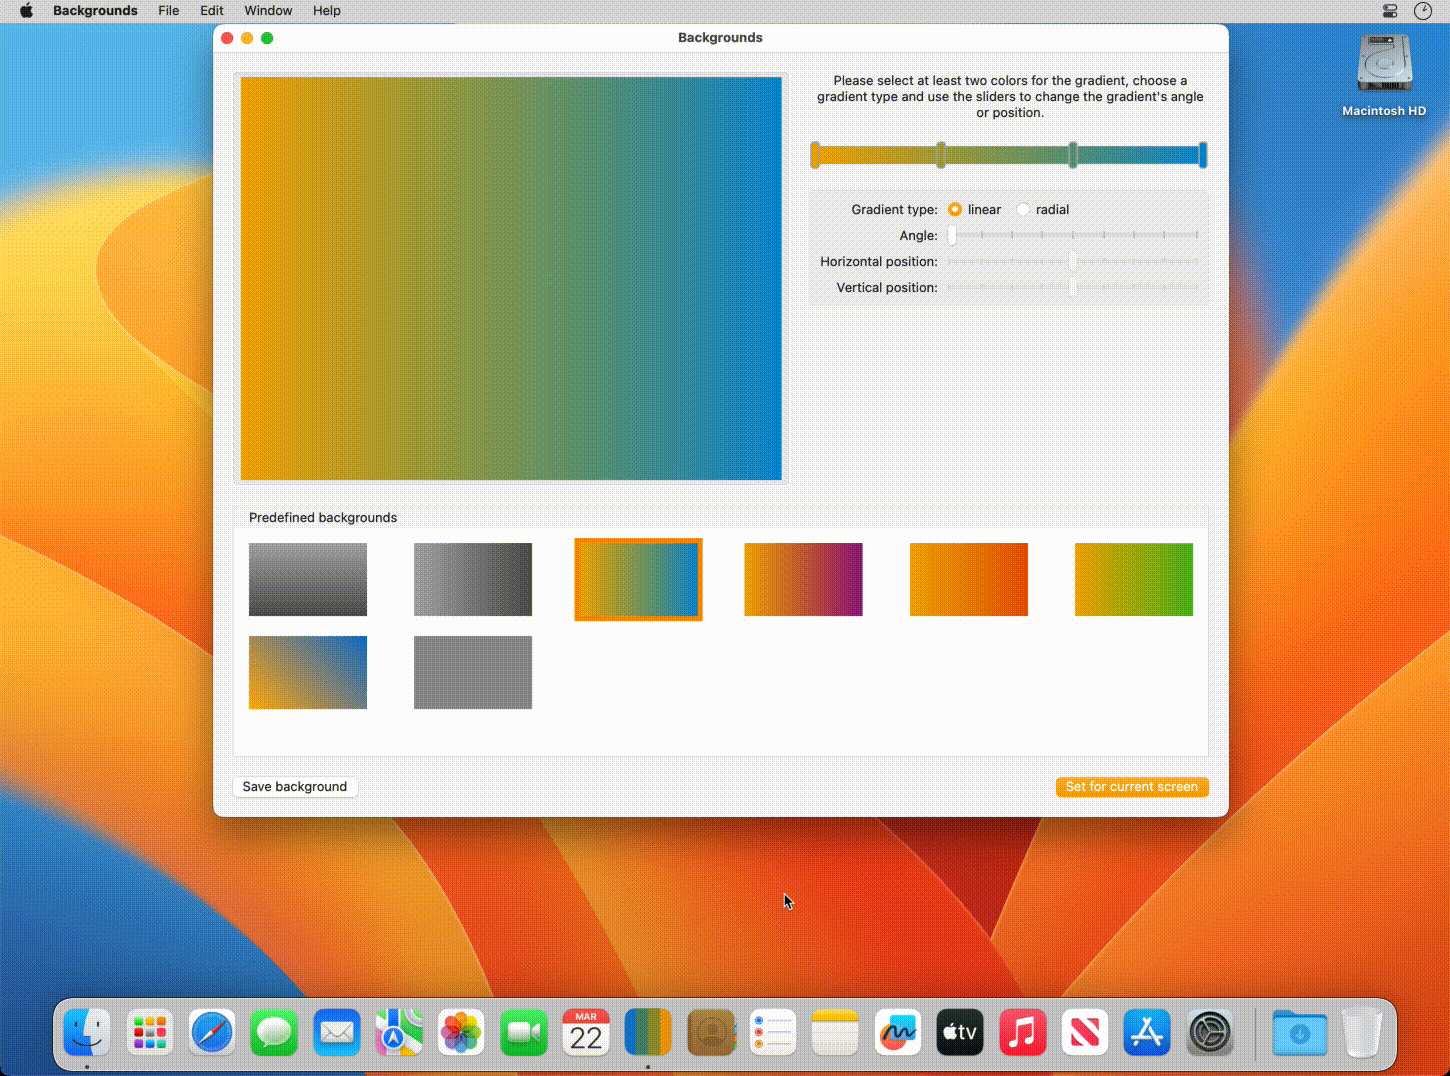 Backgrounds File Edit Window Help
Backgrounds
Macintosh HD
Please select at least two colors for the gradient, choose a
gradient type and use the sliders to change the gradient's angle
or position.
Gradient type: linear radial
Angle:
Horizontal position:
Vertical position:
Predefined backgrounds
Save background
Set for current screen
MAR
22
tv